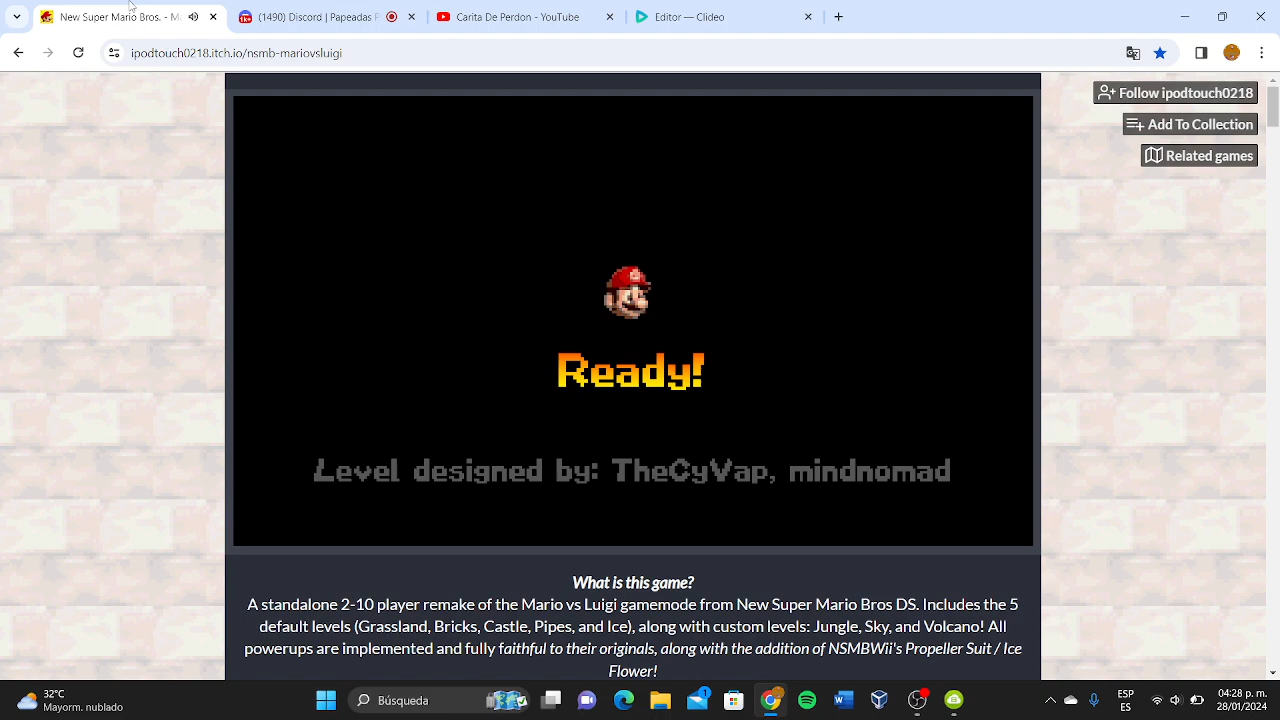 New Super Mario Bros. - M
(1490) Discord | Papeadas F
Carita De Perdon - YouTube
Editor — Clideo
ipodtouch0218.itch.io/nsmb-mariovsluigi
Follow ipodtouch0218
Add To Collection
Related games
Ready!
Level designed by: TheCyVap, mindnomad
What is this game?
A standalone 2-10 player remake of the Mario vs Luigi gamemode from New Super Mario Bros DS. Includes the 5
default levels (Grassland, Bricks, Castle, Pipes, and Ice), along with custom levels: Jungle, Sky, and Volcano! All
powerups are implemented and fully faithful to their originals, along with the addition of NSMBWii's Propeller Suit / Ice
Flower!
32°C
Mayorm. nublado
Búsqueda
1
ESP
ES
04:28 p. m.
28/01/2024